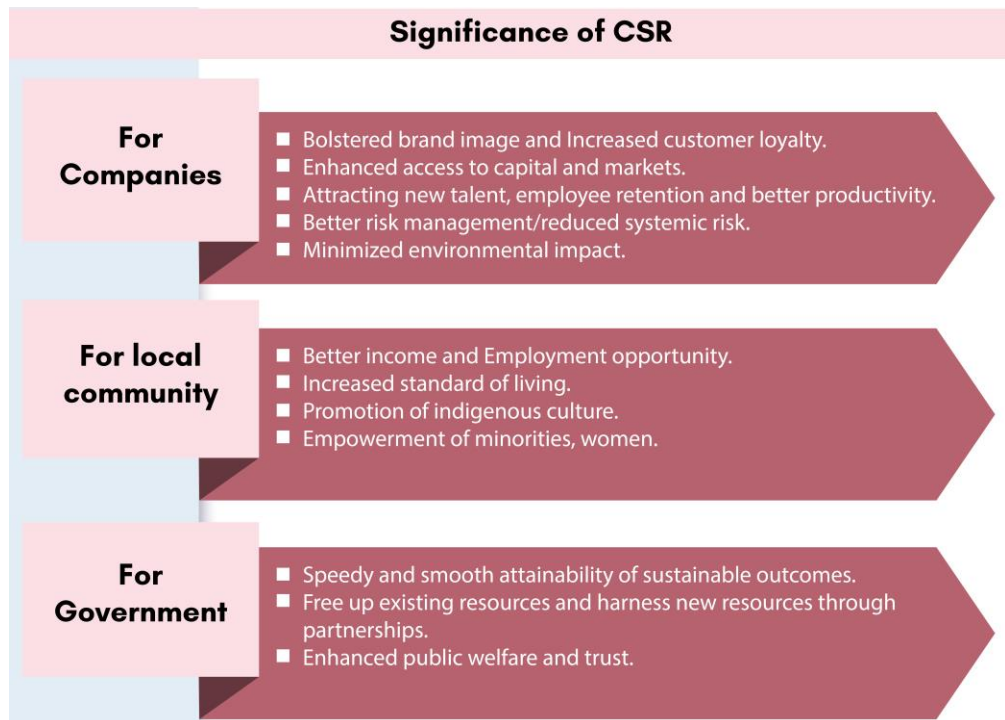 Significance of CSR
For
Companies
■ Bolstered brand image and Increased customer loyalty.
■ Enhanced access to capital and markets.
■ Attracting new talent, employee retention and better productivity.
■ Better risk management/reduced systemic risk.
■ Minimized environmental impact.
For local
community
■ Better income and Employment opportunity.
■ Increased standard of living.
■ Promotion of indigenous culture.
■ Empowerment of minorities, women.
For
Government
■ Speedy and smooth attainability of sustainable outcomes.
■ Free up existing resources and harness new resources through
partnerships.
■ Enhanced public welfare and trust.